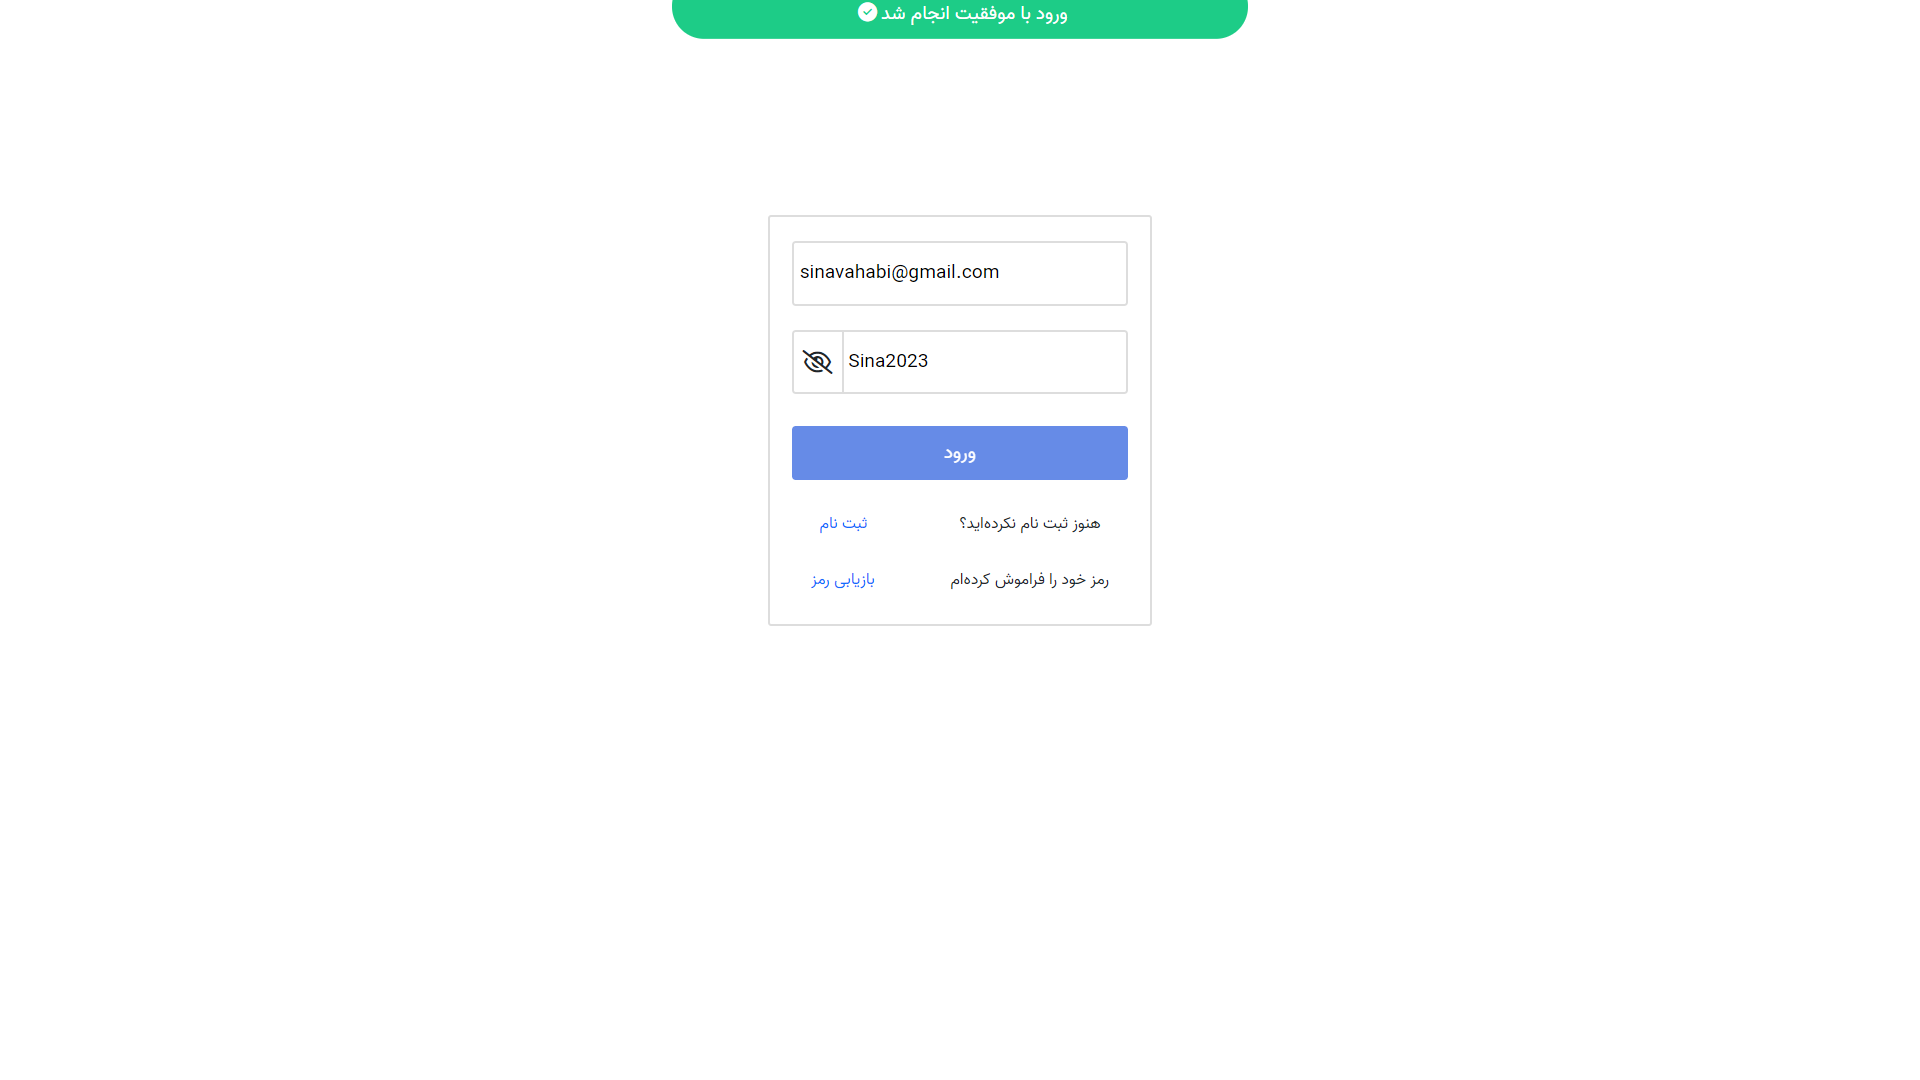 ورود با موفقیت انجام شد
sinavahabi@gmail.com
Sina2023
ورود
هنوز ثبت نام نکرده‌اید؟ ثبت نام
رمز خود را فراموش کرده‌ام بازیابی رمز